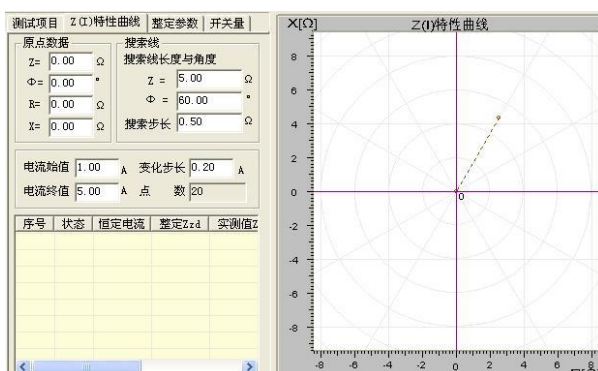 测试项目 Z(I)特性曲线 整定参数 开关量
原点数据
Z= 0.00 Ω
Φ= 0.00 °
R= 0.00 Ω
X= 0.00 Ω
搜索线
搜索线长度与角度
Z = 5.00 Ω
Φ = 60.00 °
搜索步长 0.50 Ω
电流始值 1.00 A 变化步长 0.20 A
电流终值 5.00 A 点 数 20
序号 状态 恒定电流 整定Zzd 实测值Z
X[Ω] Z(I)特性曲线
8
6
4
2
0
-2
-4
-6
-8
0
-8 -6 -4 -2 0 2 4 6 8